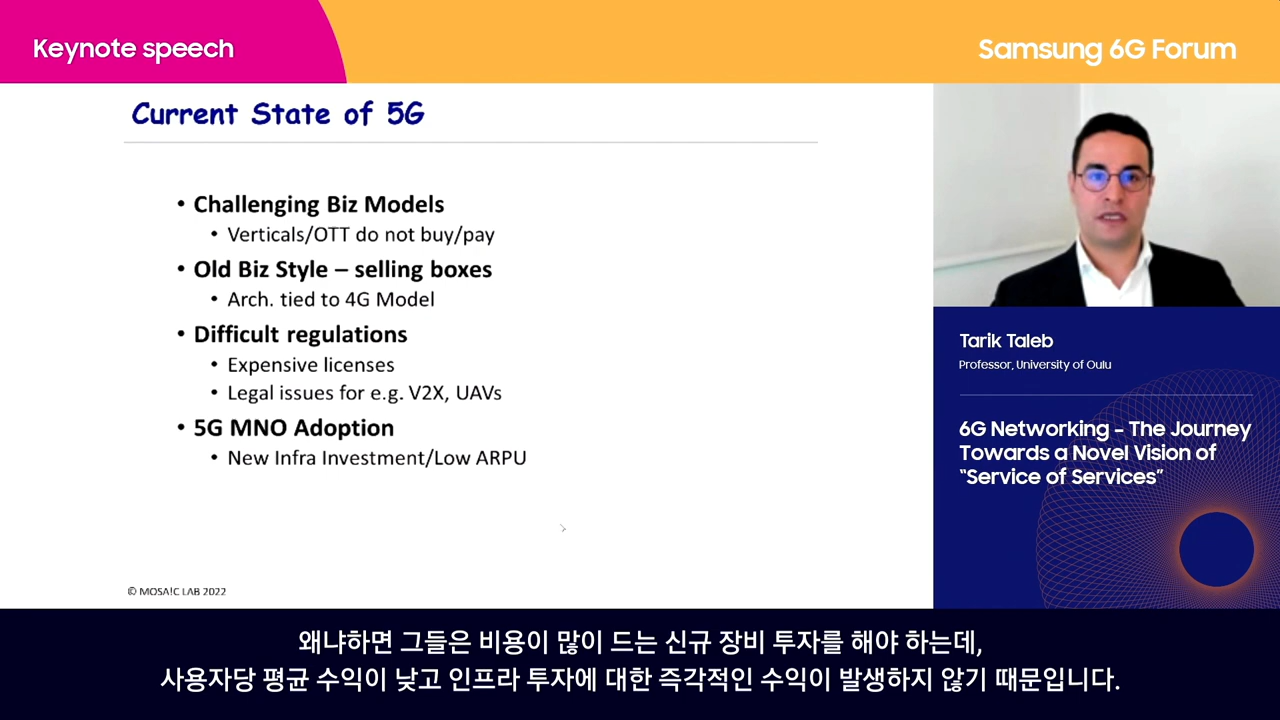 Keynote speech
Samsung 6G Forum
Current State of 5G
• Challenging Biz Models
• Verticals/OTT do not buy/pay
• Old Biz Style – selling boxes
• Arch. tied to 4G Model
• Difficult regulations
• Expensive licenses
• Legal issues for e.g. V2X, UAVs
• 5G MNO Adoption
• New Infra Investment/Low ARPU
© MOSA!C LAB 2022
Tarik Taleb
Professor, University of Oulu
6G Networking – The Journey
Towards a Novel Vision of
“Service of Services”
왜냐하면 그들은 비용이 많이 드는 신규 장비 투자를 해야 하는데,
사용자당 평균 수익이 낮고 인프라 투자에 대한 즉각적인 수익이 발생하지 않기 때문입니다.